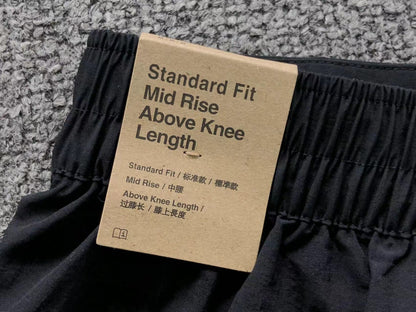 Standard Fit
Mid Rise
Above Knee
Length
Standard Fit / 标准款 / 標準款
Mid Rise / 中腰
Above Knee Length /
过膝长 / 膝上長度
4